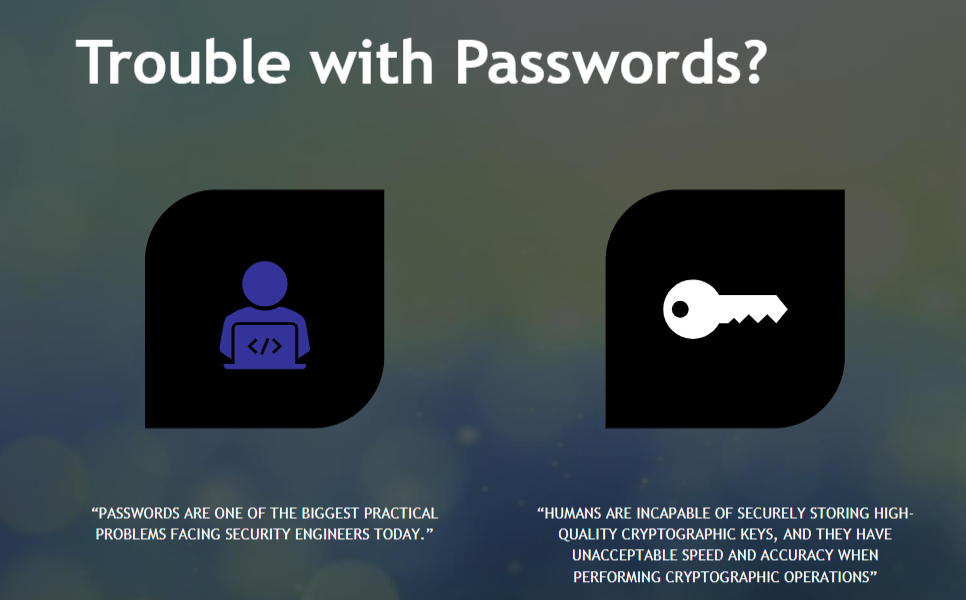 Trouble with Passwords?
</>
“PASSWORDS ARE ONE OF THE BIGGEST PRACTICAL
PROBLEMS FACING SECURITY ENGINEERS TODAY.”
“HUMANS ARE INCAPABLE OF SECURELY STORING HIGH-
QUALITY CRYPTOGRAPHIC KEYS, AND THEY HAVE
UNACCEPTABLE SPEED AND ACCURACY WHEN
PERFORMING CRYPTOGRAPHIC OPERATIONS”